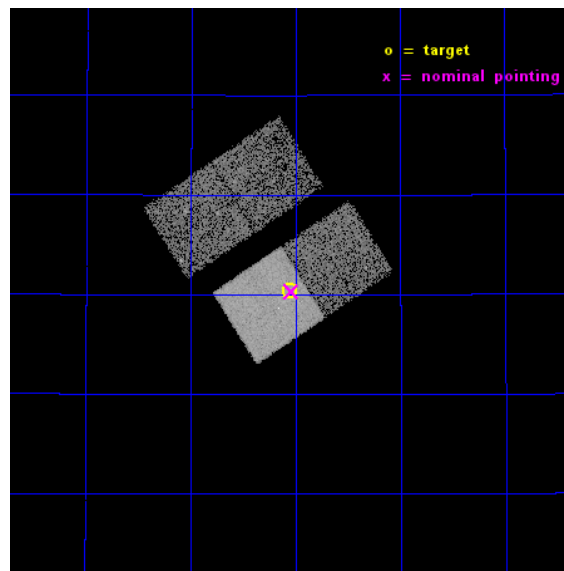 o = target
x = nominal pointing